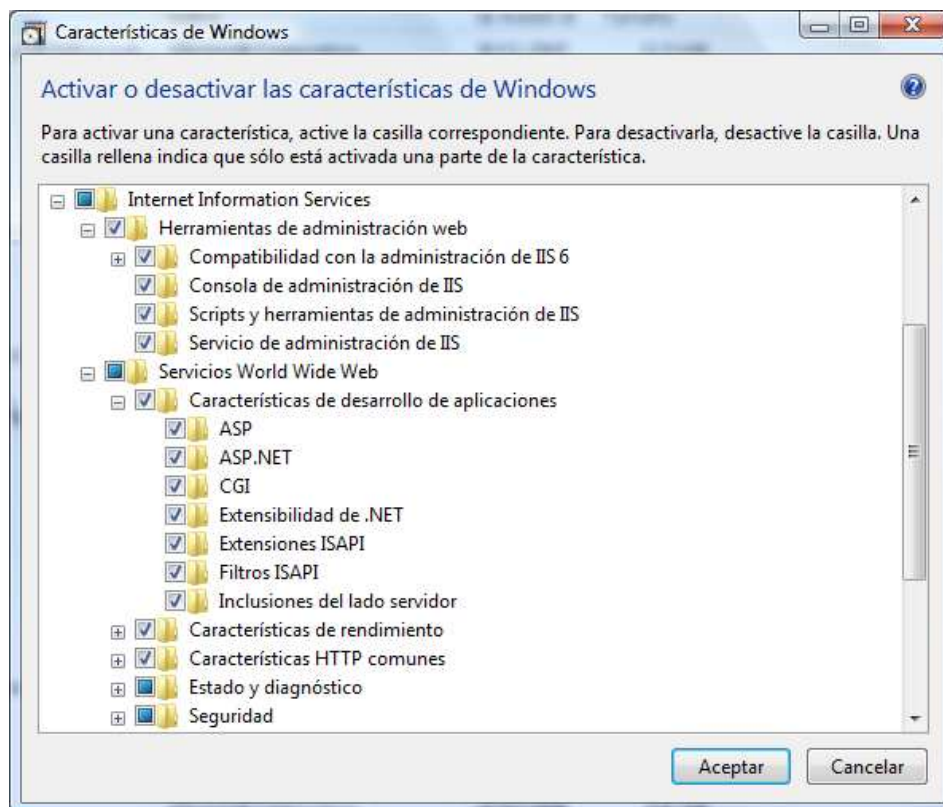 Características de Windows
Activar o desactivar las características de Windows
Para activar una característica, active la casilla correspondiente. Para desactivarla, desactive la casilla. Una
casilla rellena indica que sólo está activada una parte de la característica.
Internet Information Services
Herramientas de administración web
Compatibilidad con la administración de IIS 6
Consola de administración de IIS
Scripts y herramientas de administración de IIS
Servicio de administración de IIS
Servicios World Wide Web
Características de desarrollo de aplicaciones
ASP
ASP.NET
CGI
Extensibilidad de .NET
Extensiones ISAPI
Filtros ISAPI
Inclusiones del lado servidor
Características de rendimiento
Características HTTP comunes
Estado y diagnóstico
Seguridad
Aceptar
Cancelar